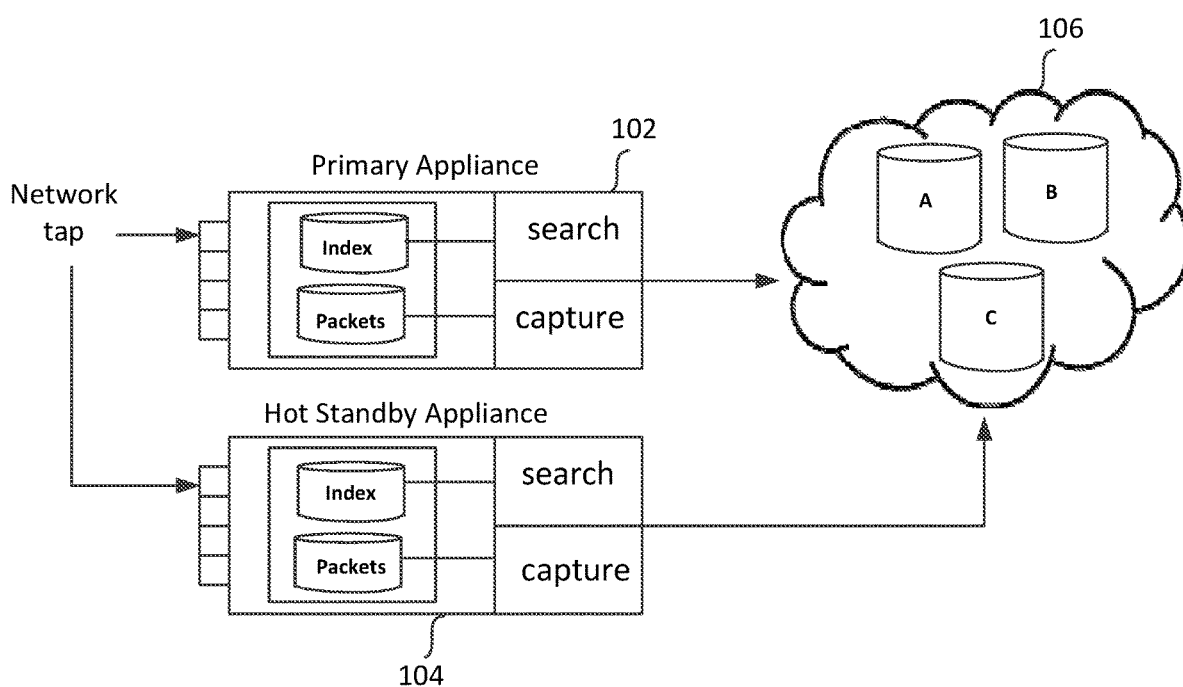 106
102
Primary Appliance
Network
tap
Index
Packets
search
capture
A
B
C
Hot Standby Appliance
Index
Packets
search
capture
104